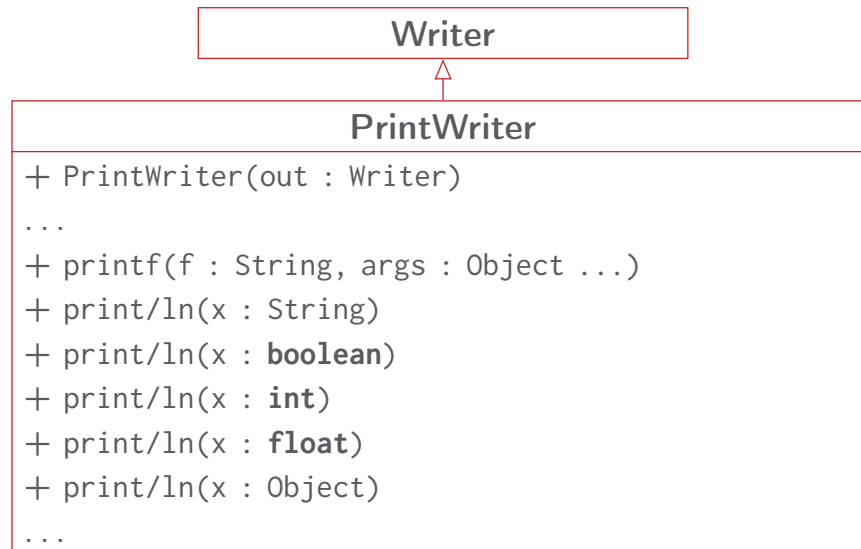 Writer
PrintWriter
+ PrintWriter(out : Writer)
...
+ printf(f : String, args : Object ...)
+ print/ln(x : String)
+ print/ln(x : boolean)
+ print/ln(x : int)
+ print/ln(x : float)
+ print/ln(x : Object)
...